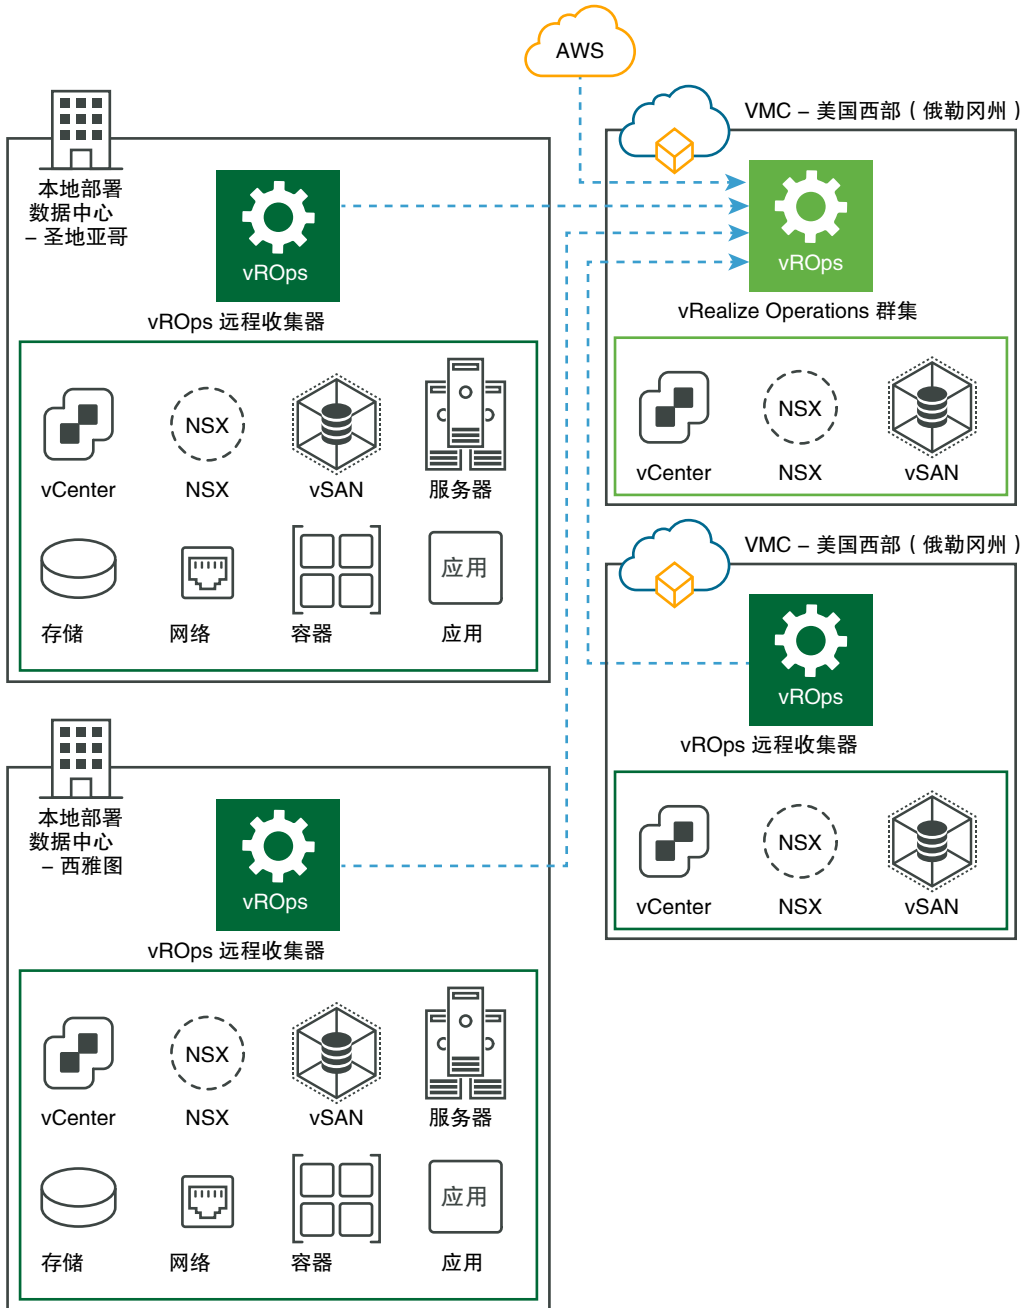 AWS
VMC – 美国西部（俄勒冈州）
本地部署
数据中心
– 圣地亚哥
vROps
vROps 远程收集器
vCenter
NSX
NSX
vSAN
服务器
存储
网络
容器
应用
应用
vROps
vRealize Operations 群集
vCenter
NSX
NSX
vSAN
VMC – 美国西部（俄勒冈州）
vROps
vROps 远程收集器
vCenter
NSX
NSX
vSAN
本地部署
数据中心
– 西雅图
vROps
vROps 远程收集器
vCenter
NSX
NSX
vSAN
服务器
存储
网络
容器
应用
应用